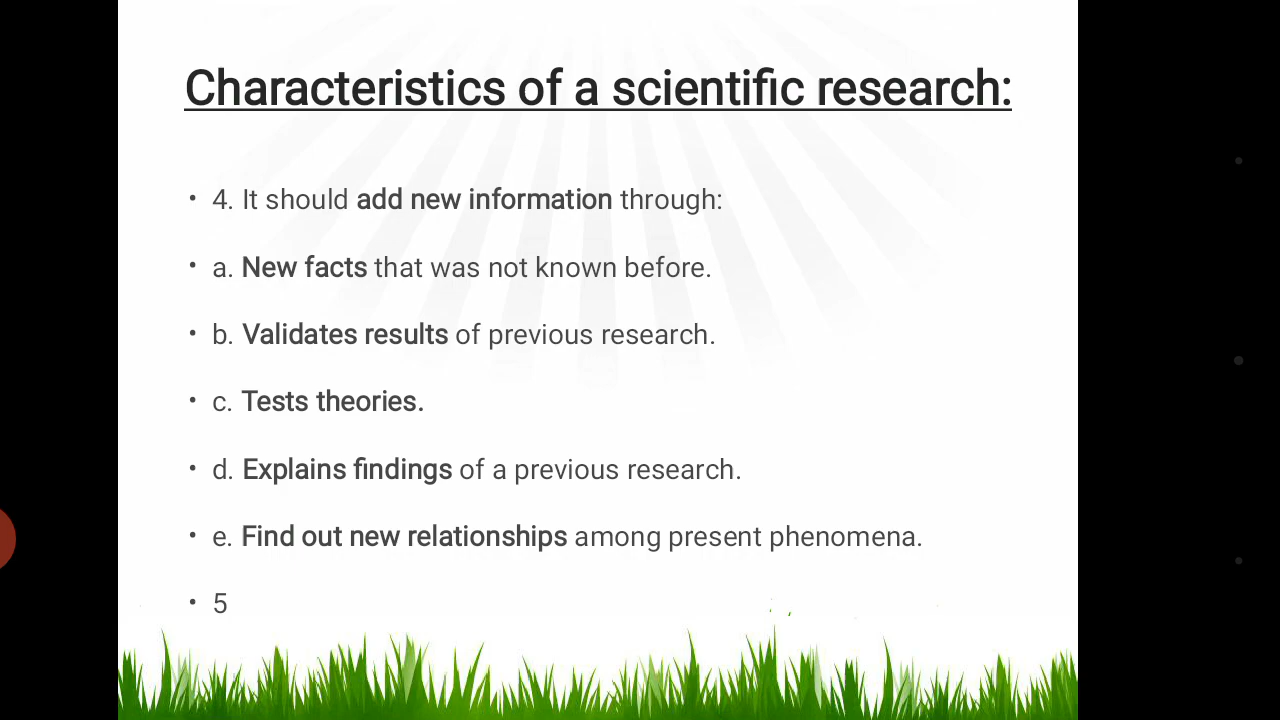 Characteristics of a scientific research:
• 4. It should add new information through:
• a. New facts that was not known before.
• b. Validates results of previous research.
• c. Tests theories.
• d. Explains findings of a previous research.
• e. Find out new relationships among present phenomena.
• 5